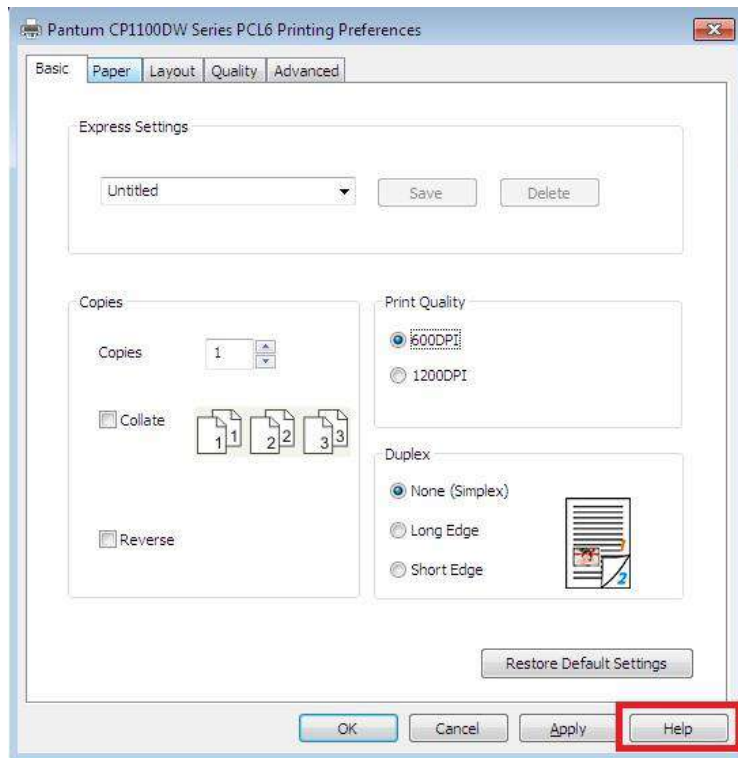 Pantum CP1100DW Series PCL6 Printing Preferences
Basic Paper Layout Quality Advanced
Express Settings
Untitled Save Delete
Copies
Copies 1
Collate 1 1 2 2 3 3
Reverse
Print Quality
600DPI
1200DPI
Duplex
None (Simplex)
Long Edge
Short Edge
1
2
Restore Default Settings
OK Cancel Apply Help